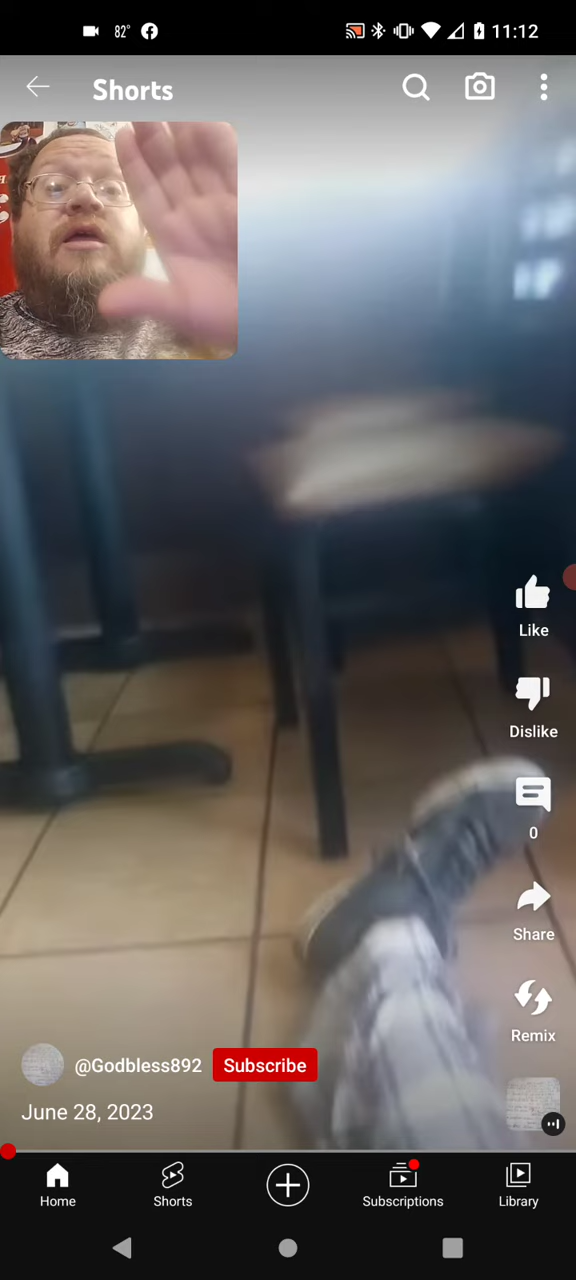 82° 11:12
Shorts
Like
Dislike
0
Share
Remix
@Godbless892 Subscribe
June 28, 2023
Home Shorts Subscriptions Library